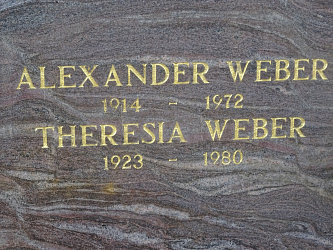 ALEXANDER WEBER
1914 - 1972
THERESIA WEBER
1923 - 1980